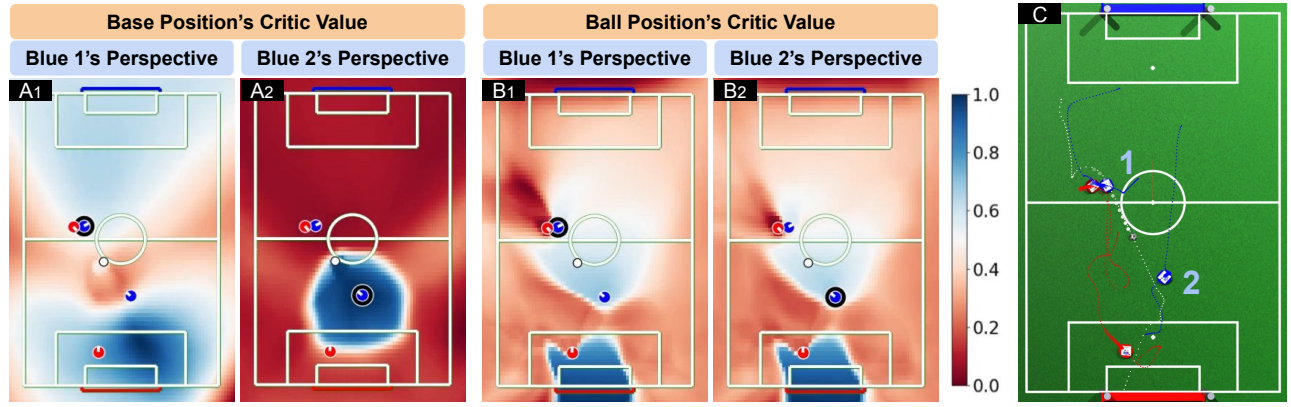 Base Position's Critic Value
Ball Position's Critic Value
Blue 1's Perspective
Blue 2's Perspective
Blue 1's Perspective
Blue 2's Perspective
A1
A2
B1
B2
1.0
0.8
0.6
0.4
0.2
0.0
C
1
2